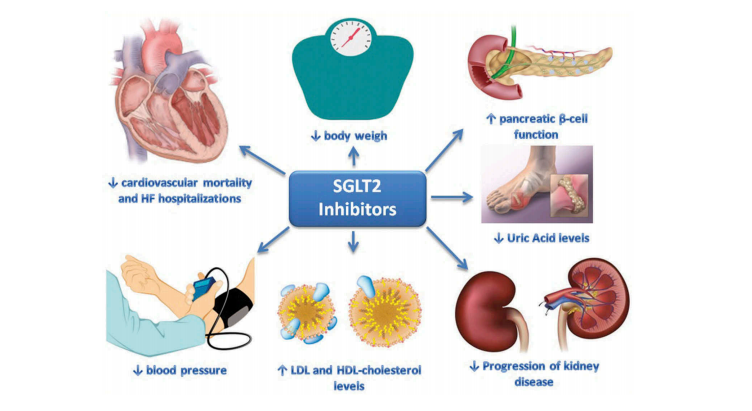 ↓ body weigh
↑ pancreatic β-cell
function
↓ cardiovascular mortality
and HF hospitalizations
SGLT2
Inhibitors
↓ Uric Acid levels
↓ blood pressure
↑ LDL and HDL-cholesterol
levels
↓ Progression of kidney
disease